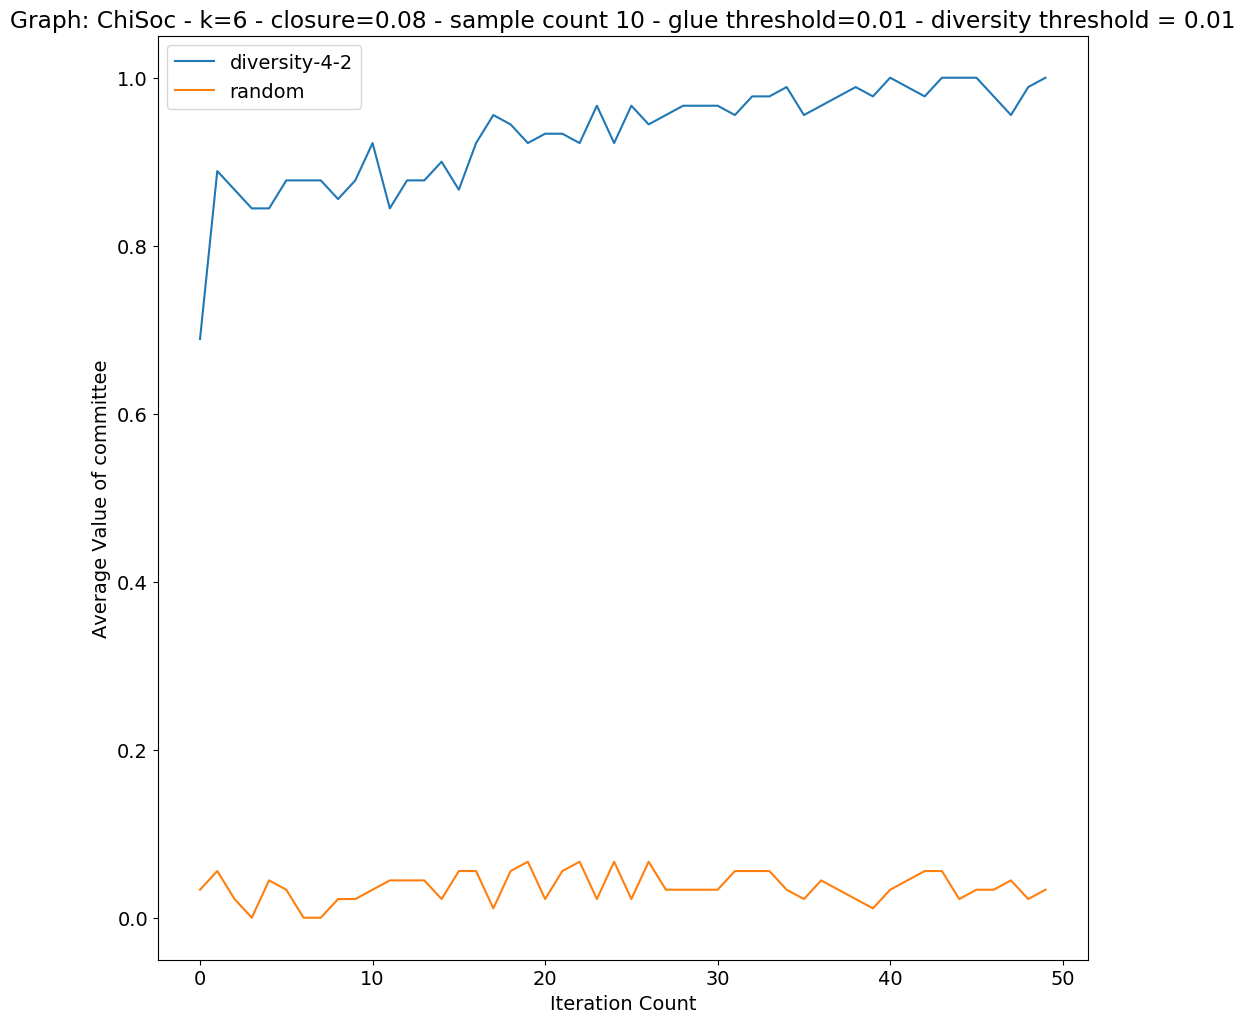 Graph: ChiSoc - k=6 - closure=0.08 - sample count 10 - glue threshold=0.01 - diversity threshold = 0.01
diversity-4-2
random
1.0
0.8
0.6
0.4
0.2
0.0
Average Value of committee
0 10 20 30 40 50
Iteration Count